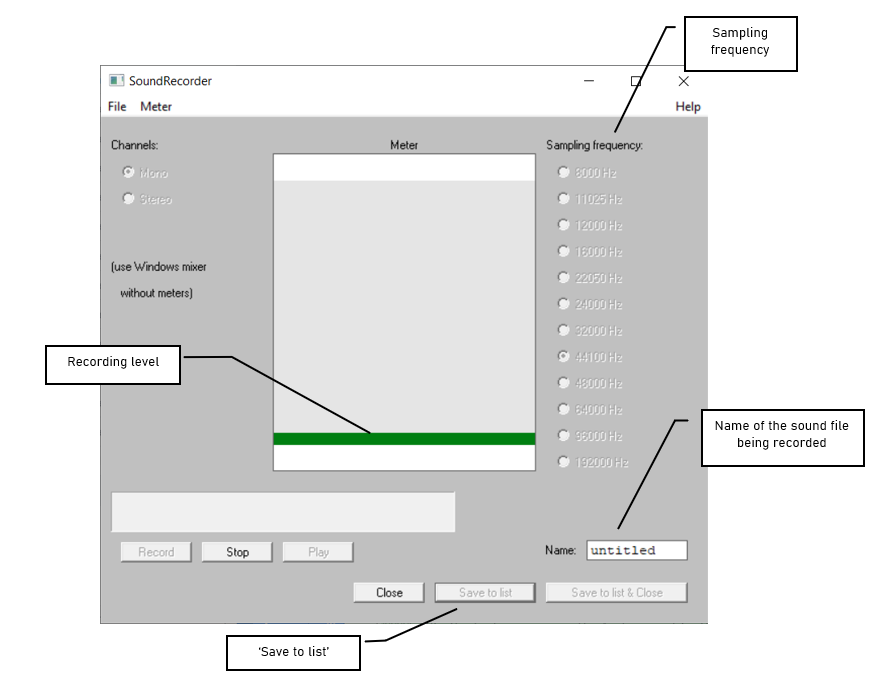 Sampling
frequency
SoundRecorder
File Meter Help
Channels:
Meter
Sampling frequency:
Mono
Stereo
(use Windows mixer
without meters)
8000 Hz
11025 Hz
12000 Hz
16000 Hz
22050 Hz
24000 Hz
32000 Hz
44100 Hz
48000 Hz
64000 Hz
96000 Hz
192000 Hz
Recording level
Name of the sound file
being recorded
Record Stop Play
Name: untitled
Close Save to list Save to list & Close
‘Save to list’